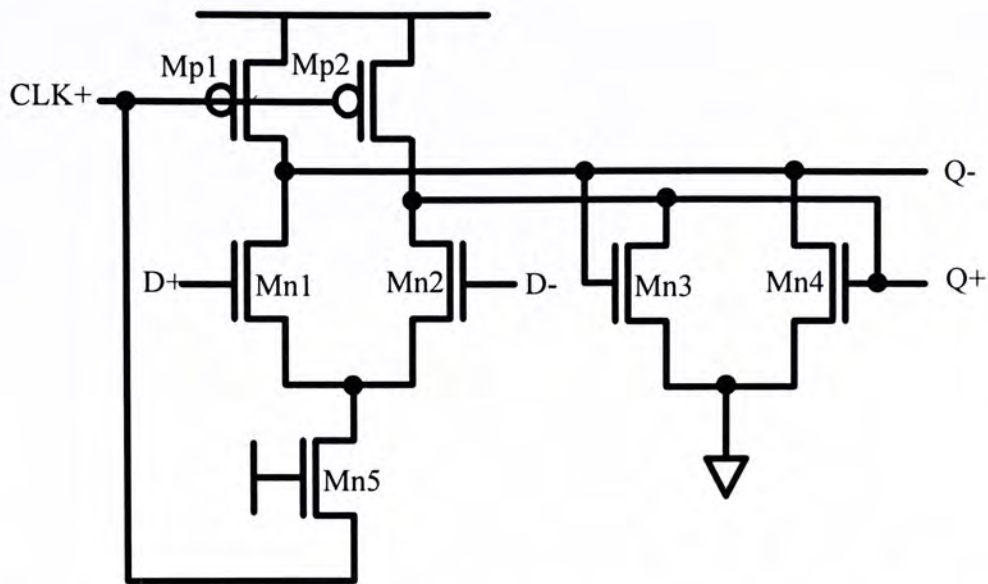 Mp1
Mp2
CLK+
Q-
D+
Mn1
Mn2
D-
Mn3
Mn4
Q+
Mn5